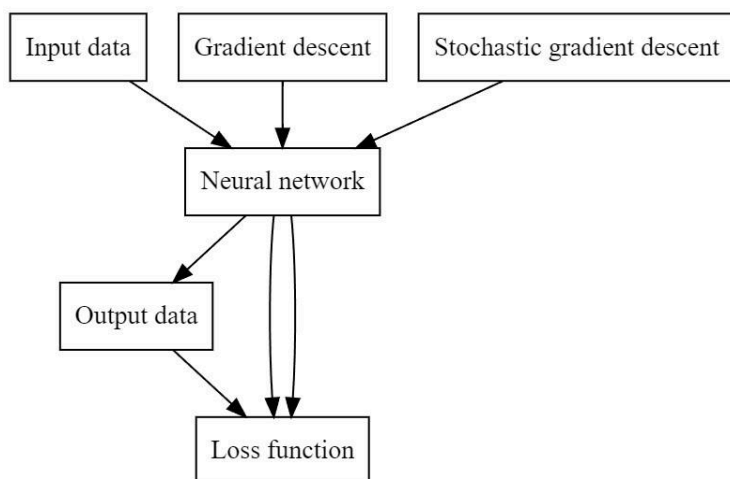 Input data
Gradient descent
Stochastic gradient descent
Neural network
Output data
Loss function